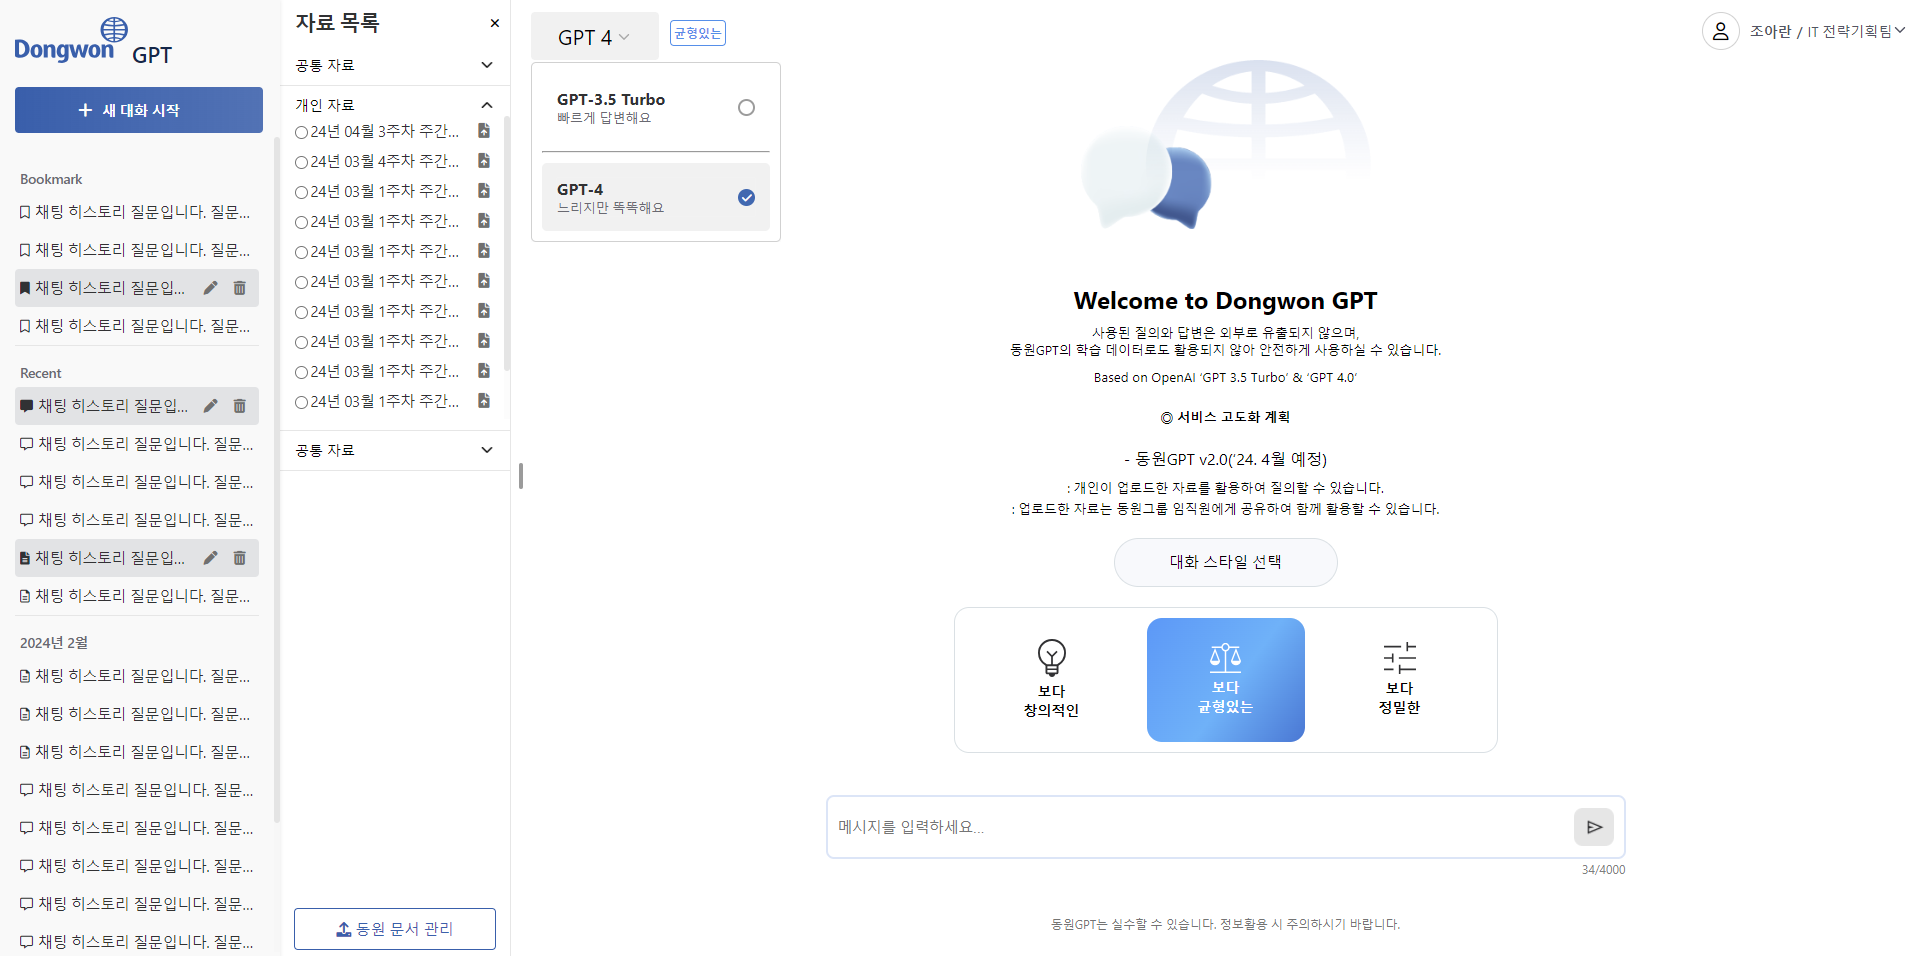 Dongwon GPT
새 대화 시작
Bookmark
채팅 히스토리 질문입니다. 질문...
채팅 히스토리 질문입니다. 질문...
채팅 히스토리 질문입...
채팅 히스토리 질문입니다. 질문...
Recent
채팅 히스토리 질문입...
채팅 히스토리 질문입니다. 질문...
채팅 히스토리 질문입니다. 질문...
채팅 히스토리 질문입니다. 질문...
채팅 히스토리 질문입...
채팅 히스토리 질문입니다. 질문...
2024년 2월
채팅 히스토리 질문입니다. 질문...
채팅 히스토리 질문입니다. 질문...
채팅 히스토리 질문입니다. 질문...
채팅 히스토리 질문입니다. 질문...
채팅 히스토리 질문입니다. 질문...
채팅 히스토리 질문입니다. 질문...
채팅 히스토리 질문입니다. 질문...
채팅 히스토리 질문입니다. 질문...
자료 목록
공통 자료
개인 자료
24년 04월 3주차 주간...
24년 03월 4주차 주간...
24년 03월 1주차 주간...
24년 03월 1주차 주간...
24년 03월 1주차 주간...
24년 03월 1주차 주간...
24년 03월 1주차 주간...
24년 03월 1주차 주간...
24년 03월 1주차 주간...
24년 03월 1주차 주간...
공통 자료
동원 문서 관리
GPT 4
균형있는
GPT-3.5 Turbo
빠르게 답변해요
GPT-4
느리지만 똑똑해요
조아란 / IT 전략기획팀
Welcome to Dongwon GPT
사용된 질의와 답변은 외부로 유출되지 않으며,
동원GPT의 학습 데이터로도 활용되지 않아 안전하게 사용하실 수 있습니다.
Based on OpenAI ‘GPT 3.5 Turbo’ & ‘GPT 4.0’
◎ 서비스 고도화 계획
- 동원GPT v2.0(‘24. 4월 예정)
: 개인이 업로드한 자료를 활용하여 질의할 수 있습니다.
: 업로드한 자료는 동원그룹 임직원에게 공유하여 함께 활용할 수 있습니다.
대화 스타일 선택
보다
창의적인
보다
균형있는
보다
정밀한
메시지를 입력하세요...
34/4000
동원GPT는 실수할 수 있습니다. 정보활용 시 주의하시기 바랍니다.